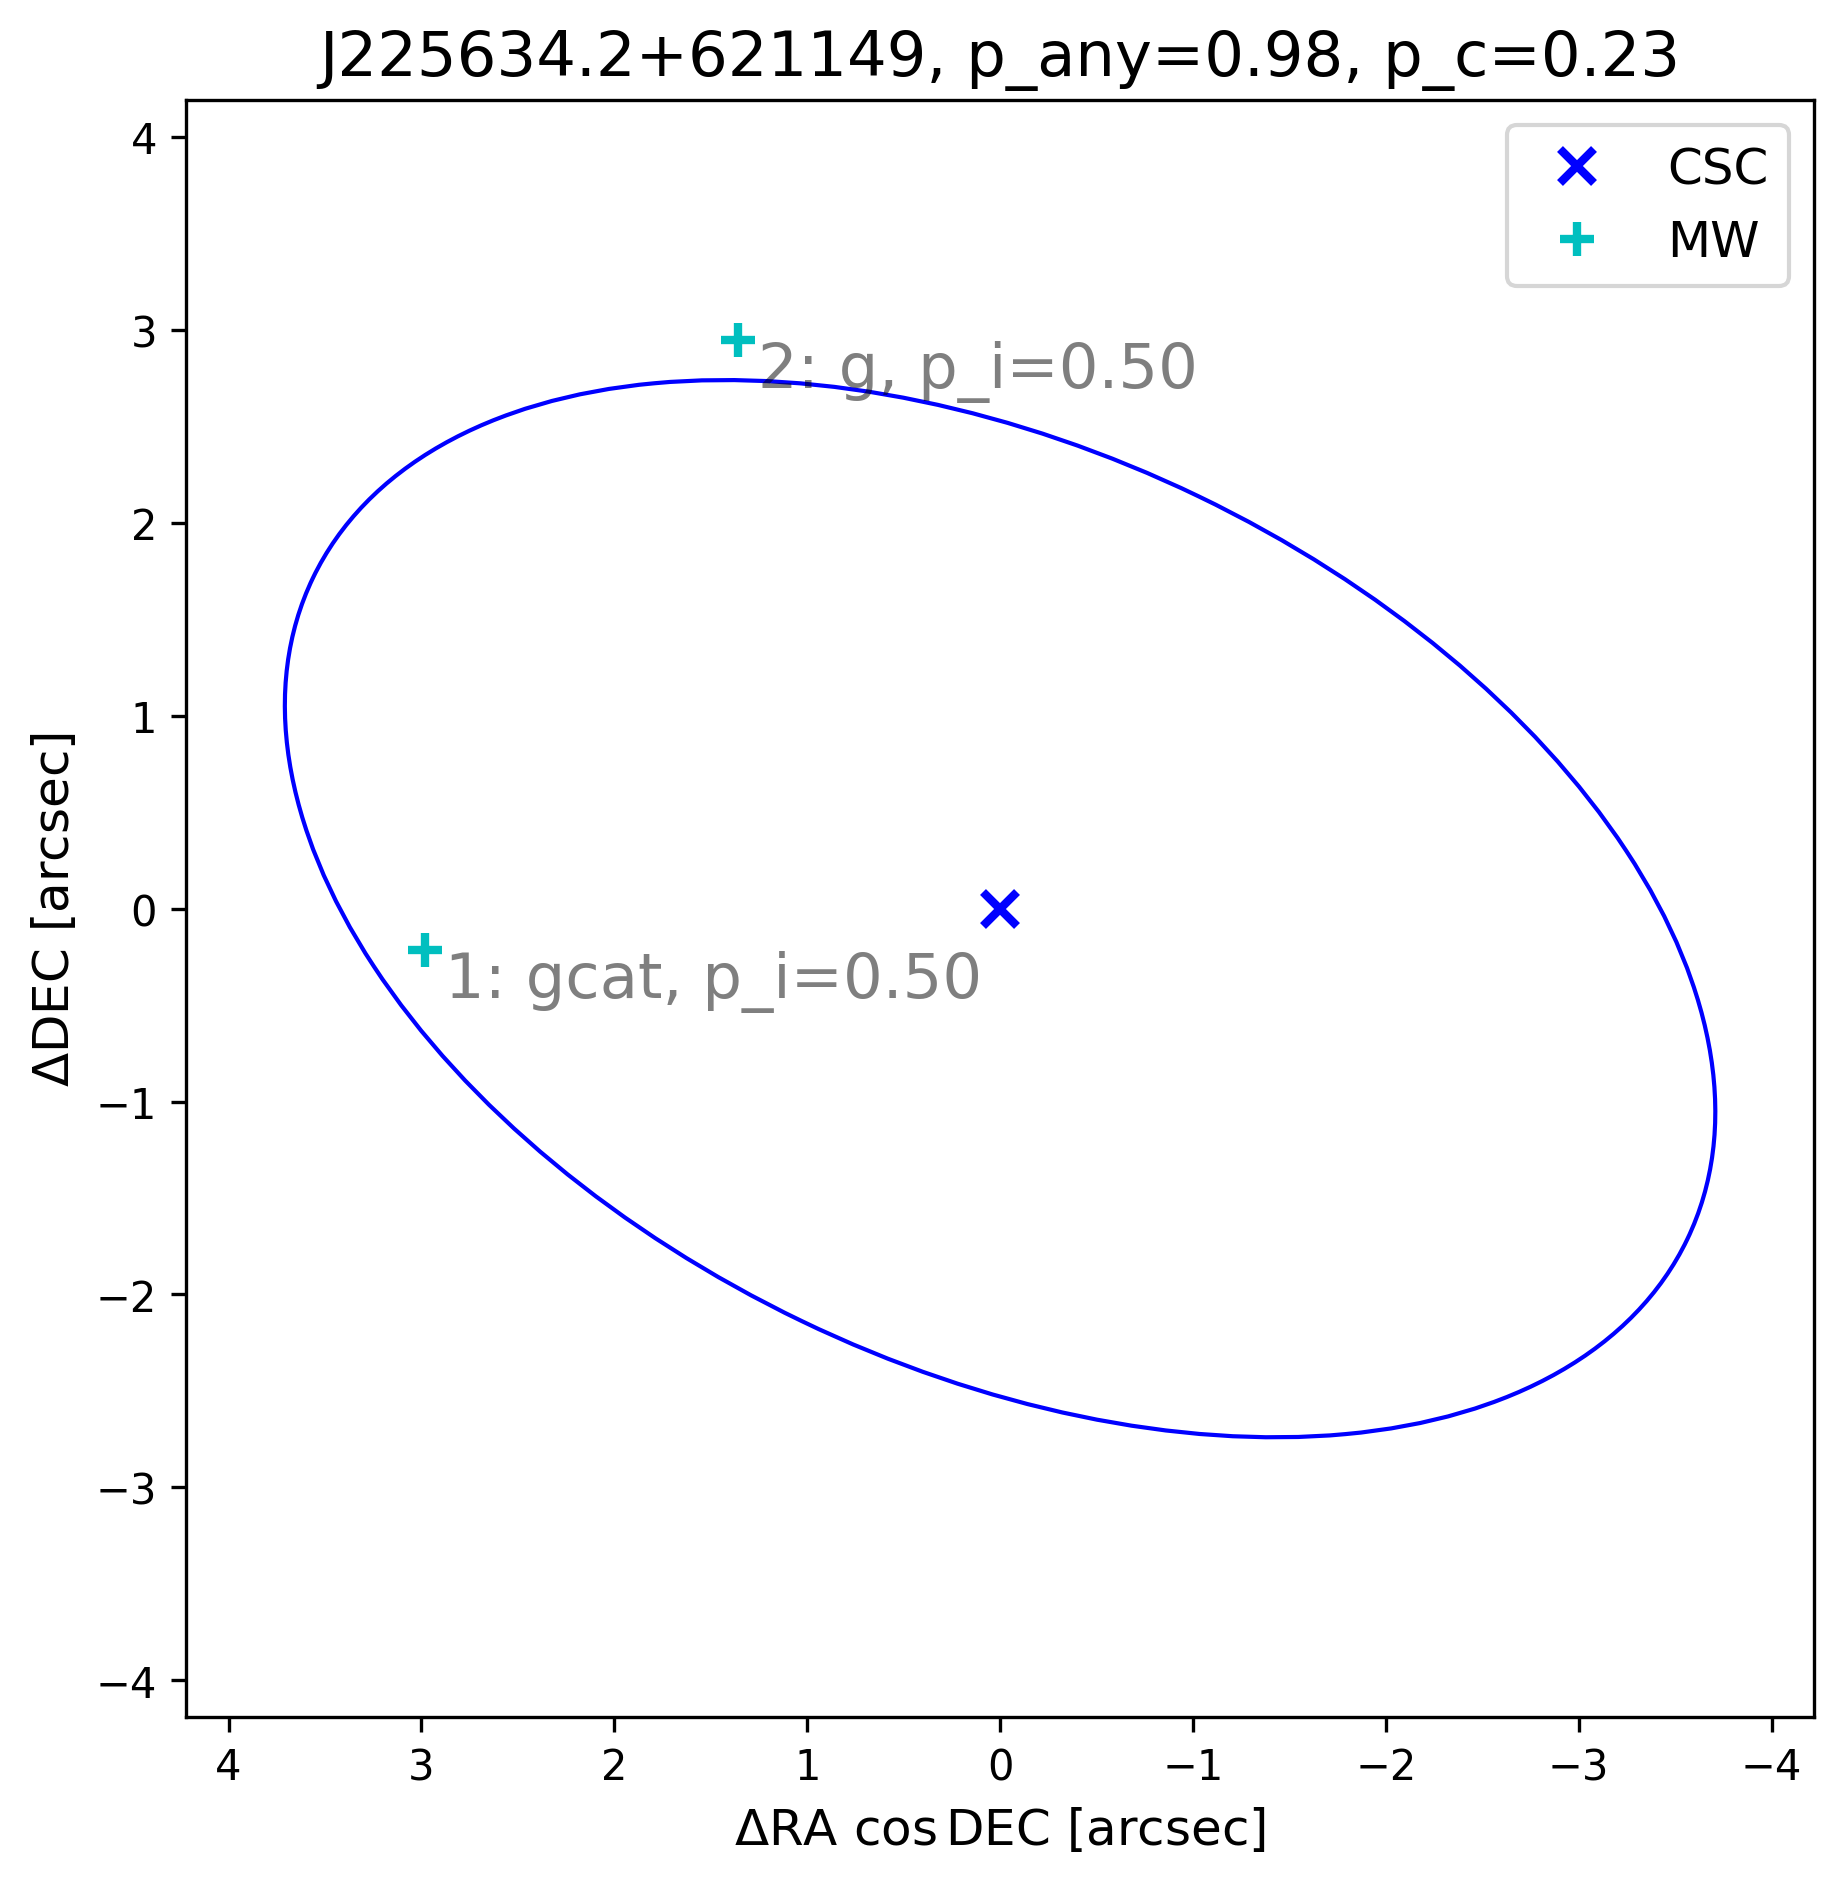 J225634.2+621149, p_any=0.98, p_c=0.23
CSC
MW
2: g, p_i=0.50
1: gcat, p_i=0.50
4
3
2
1
0
−1
−2
−3
−4
ΔDEC [arcsec]
4 3 2 1 0 −1 −2 −3 −4
ΔRA cos DEC [arcsec]